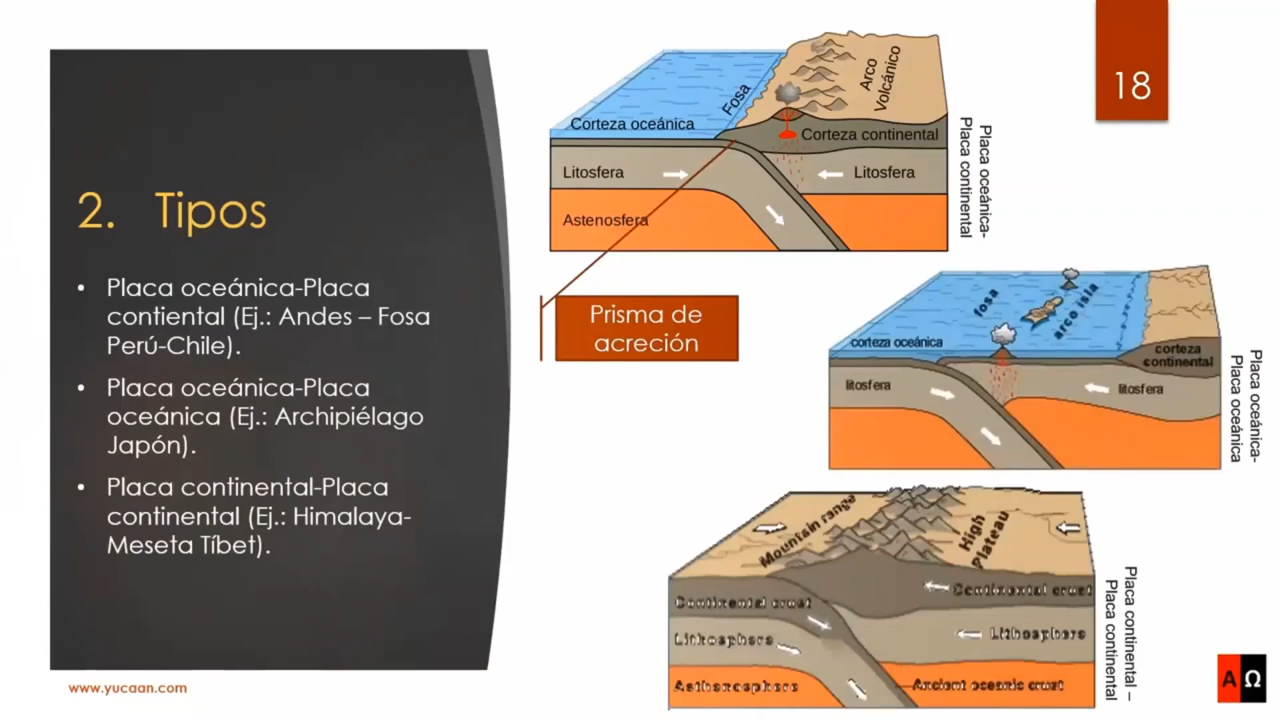 18
2. Tipos
• Placa oceánica-Placa
contiental (Ej.: Andes – Fosa
Perú-Chile).
• Placa oceánica-Placa
oceánica (Ej.: Archipiélago
Japón).
• Placa continental-Placa
continental (Ej.: Himalaya-
Meseta Tíbet).
www.yucaan.com
Fosa
Arco
Volcánico
Corteza oceánica
Corteza continental
Litosfera
Litosfera
Astenosfera
Placa oceánica-
Placa continental
Prisma de
acreción
fosa
arco isla
corteza oceánica
corteza
continental
litosfera
litosfera
Placa oceánica-
Placa oceánica
Mountain range
High
Plateau
Continental crust
Continental crust
Lithosphere
Lithosphere
Asthenosphere
Ancient oceanic crust
Placa continental –
Placa continental
A Ω